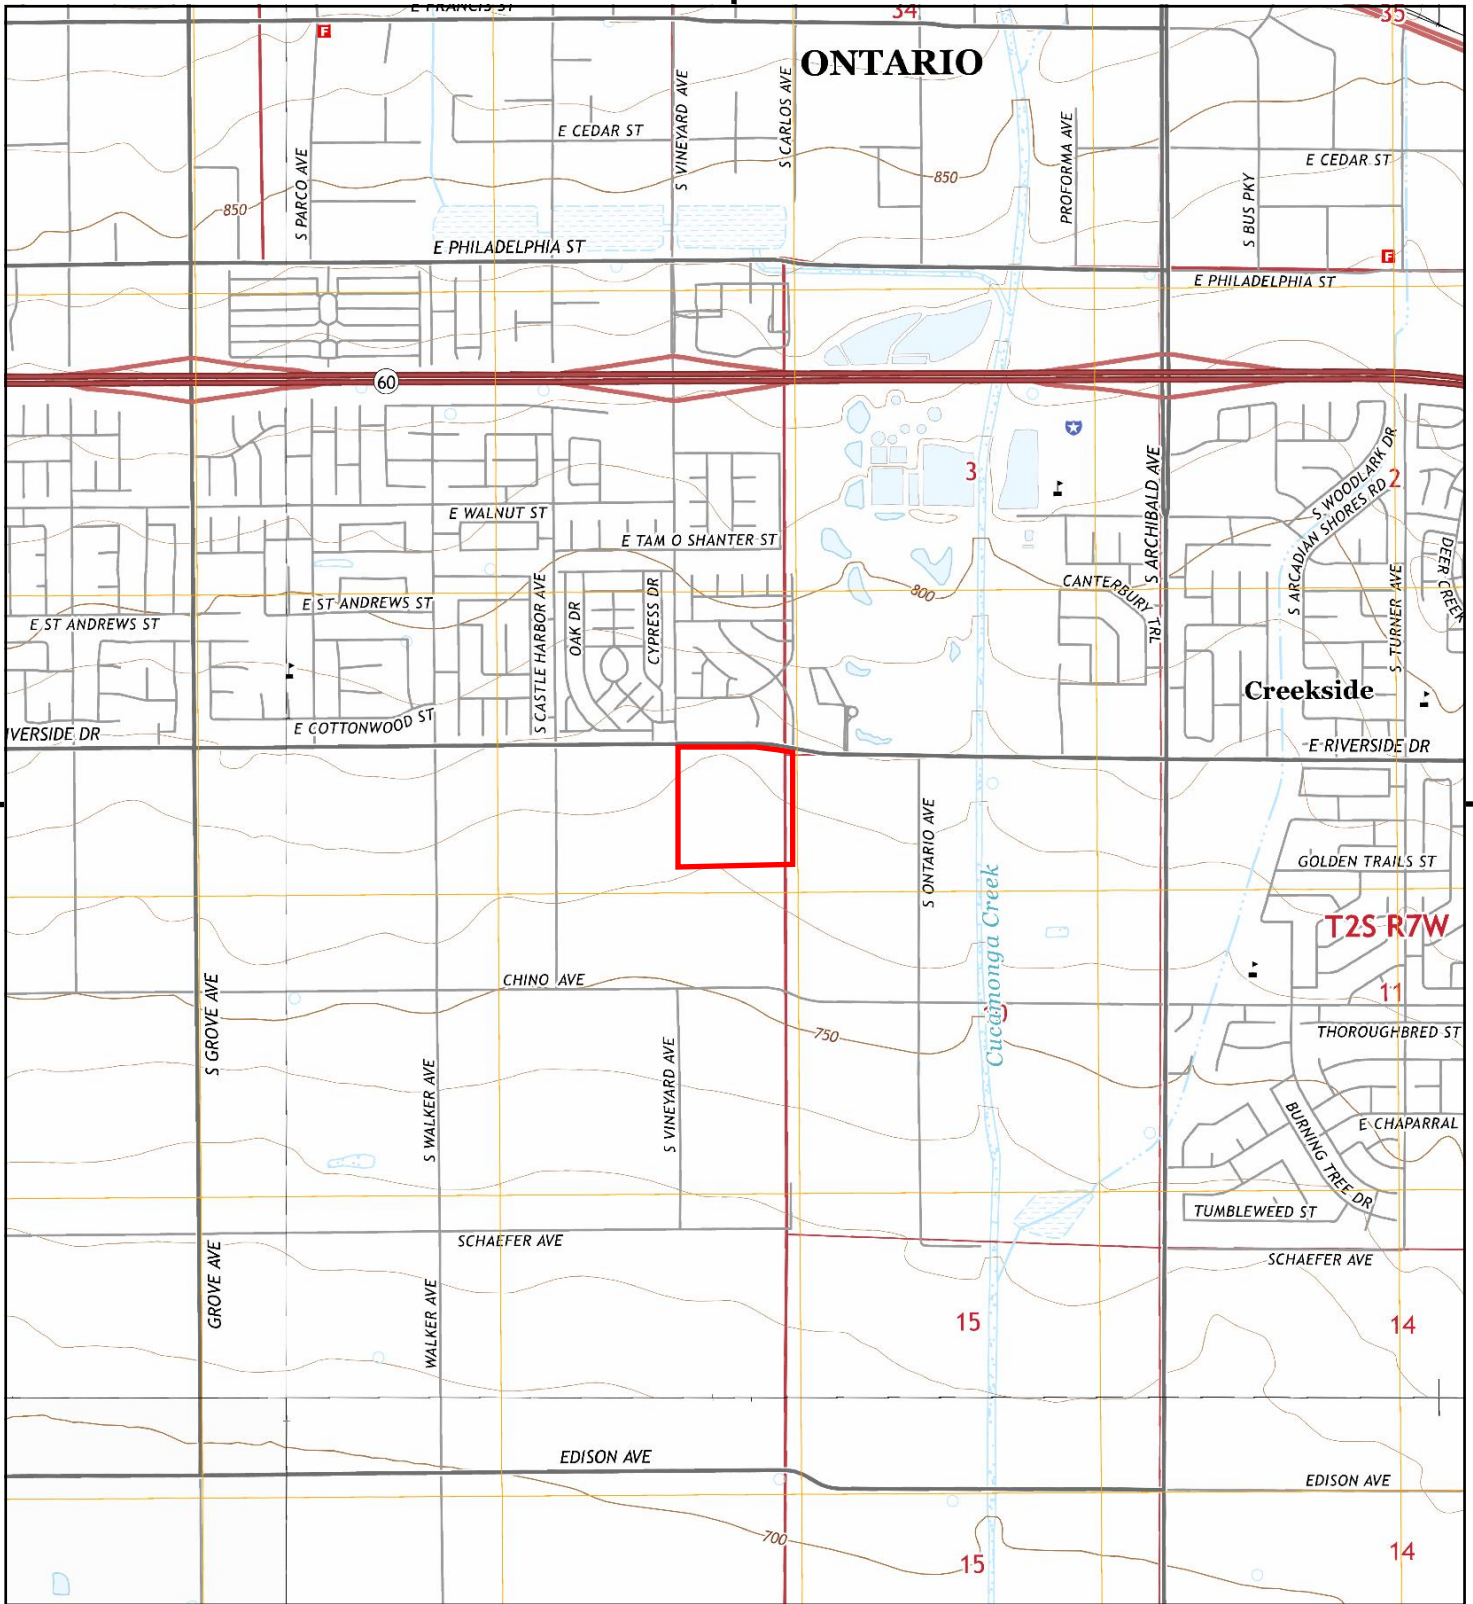 E FRANCIS ST
34
35
F
ONTARIO
S VINEYARD AVE
S CARLOS AVE
E CEDAR ST
S PARCO AVE
PROFORMA AVE
E CEDAR ST
850
850
S BUS PKY
E PHILADELPHIA ST
F
E PHILADELPHIA ST
60
3
S ARCHIBALD AVE
S WOODLARK DR
2
S ARCADIAN SHORES RD
E WALNUT ST
E TAM O SHANTER ST
DEER CREEK
S CASTLE HARBOR AVE
OAK DR
CYPRESS DR
800
CANTERBURY TRL
S TURNER AVE
E ST ANDREWS ST
E ST ANDREWS ST
Creekside
E COTTONWOOD ST
IVERSIDE DR
E RIVERSIDE DR
S ONTARIO AVE
GOLDEN TRAILS ST
Cucamonga Creek
T2S R7W
S GROVE AVE
CHINO AVE
11
750
THOROUGHBRED ST
S WALKER AVE
S VINEYARD AVE
BURNING TREE DR
E CHAPARRAL
TUMBLEWEED ST
SCHAEFER AVE
SCHAEFER AVE
GROVE AVE
WALKER AVE
15
14
EDISON AVE
EDISON AVE
700
15
14